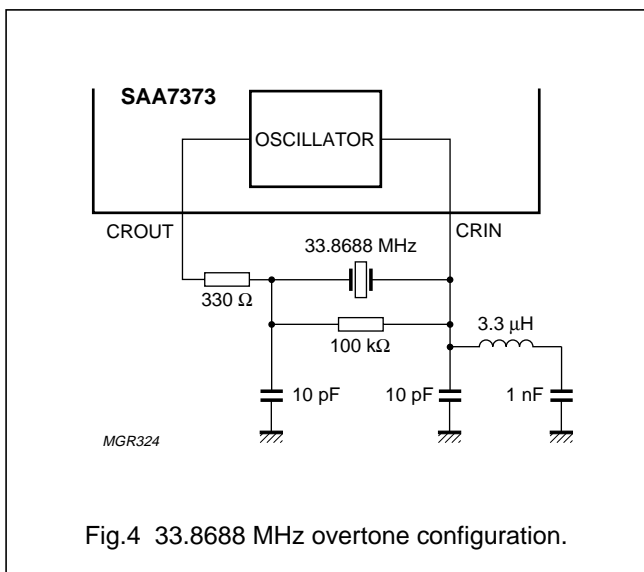 SAA7373
OSCILLATOR
CROUT
CRIN
33.8688 MHz
330 Ω
3.3 µH
100 kΩ
10 pF
10 pF
1 nF
MGR324
Fig.4 33.8688 MHz overtone configuration.